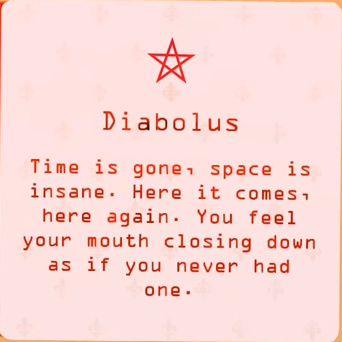 Diabolus
Time is gone, space is
insane. Here it comes,
here again. You feel
your mouth closing down
as if you never had
one.